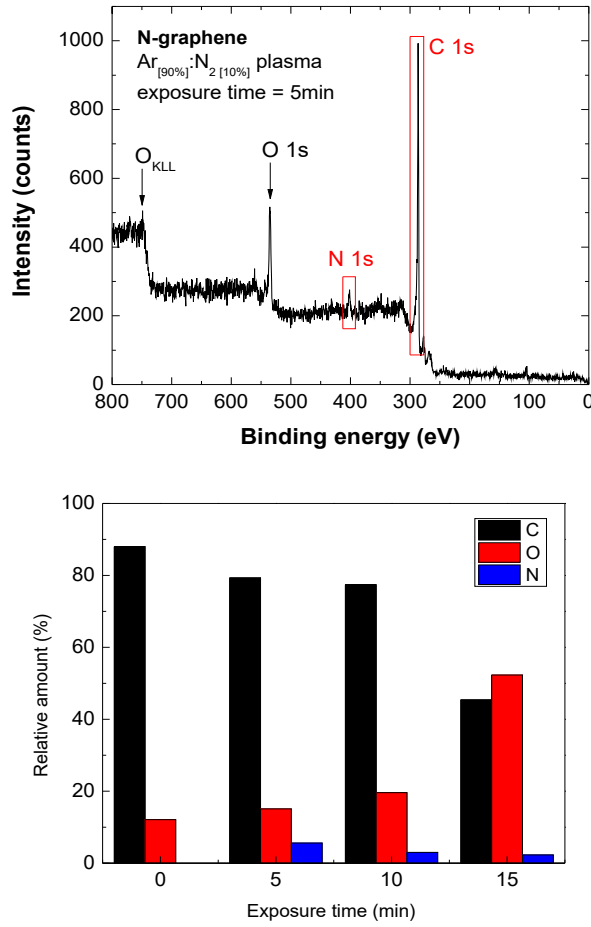 N-graphene
Ar[90%]:N2 [10%] plasma
exposure time = 5min
C 1s
O KLL
O 1s
N 1s
Intensity (counts)
1000
800
600
400
200
0
800 700 600 500 400 300 200 100 0
Binding energy (eV)
C
O
N
Relative amount (%)
100
80
60
40
20
0
0 5 10 15
Exposure time (min)